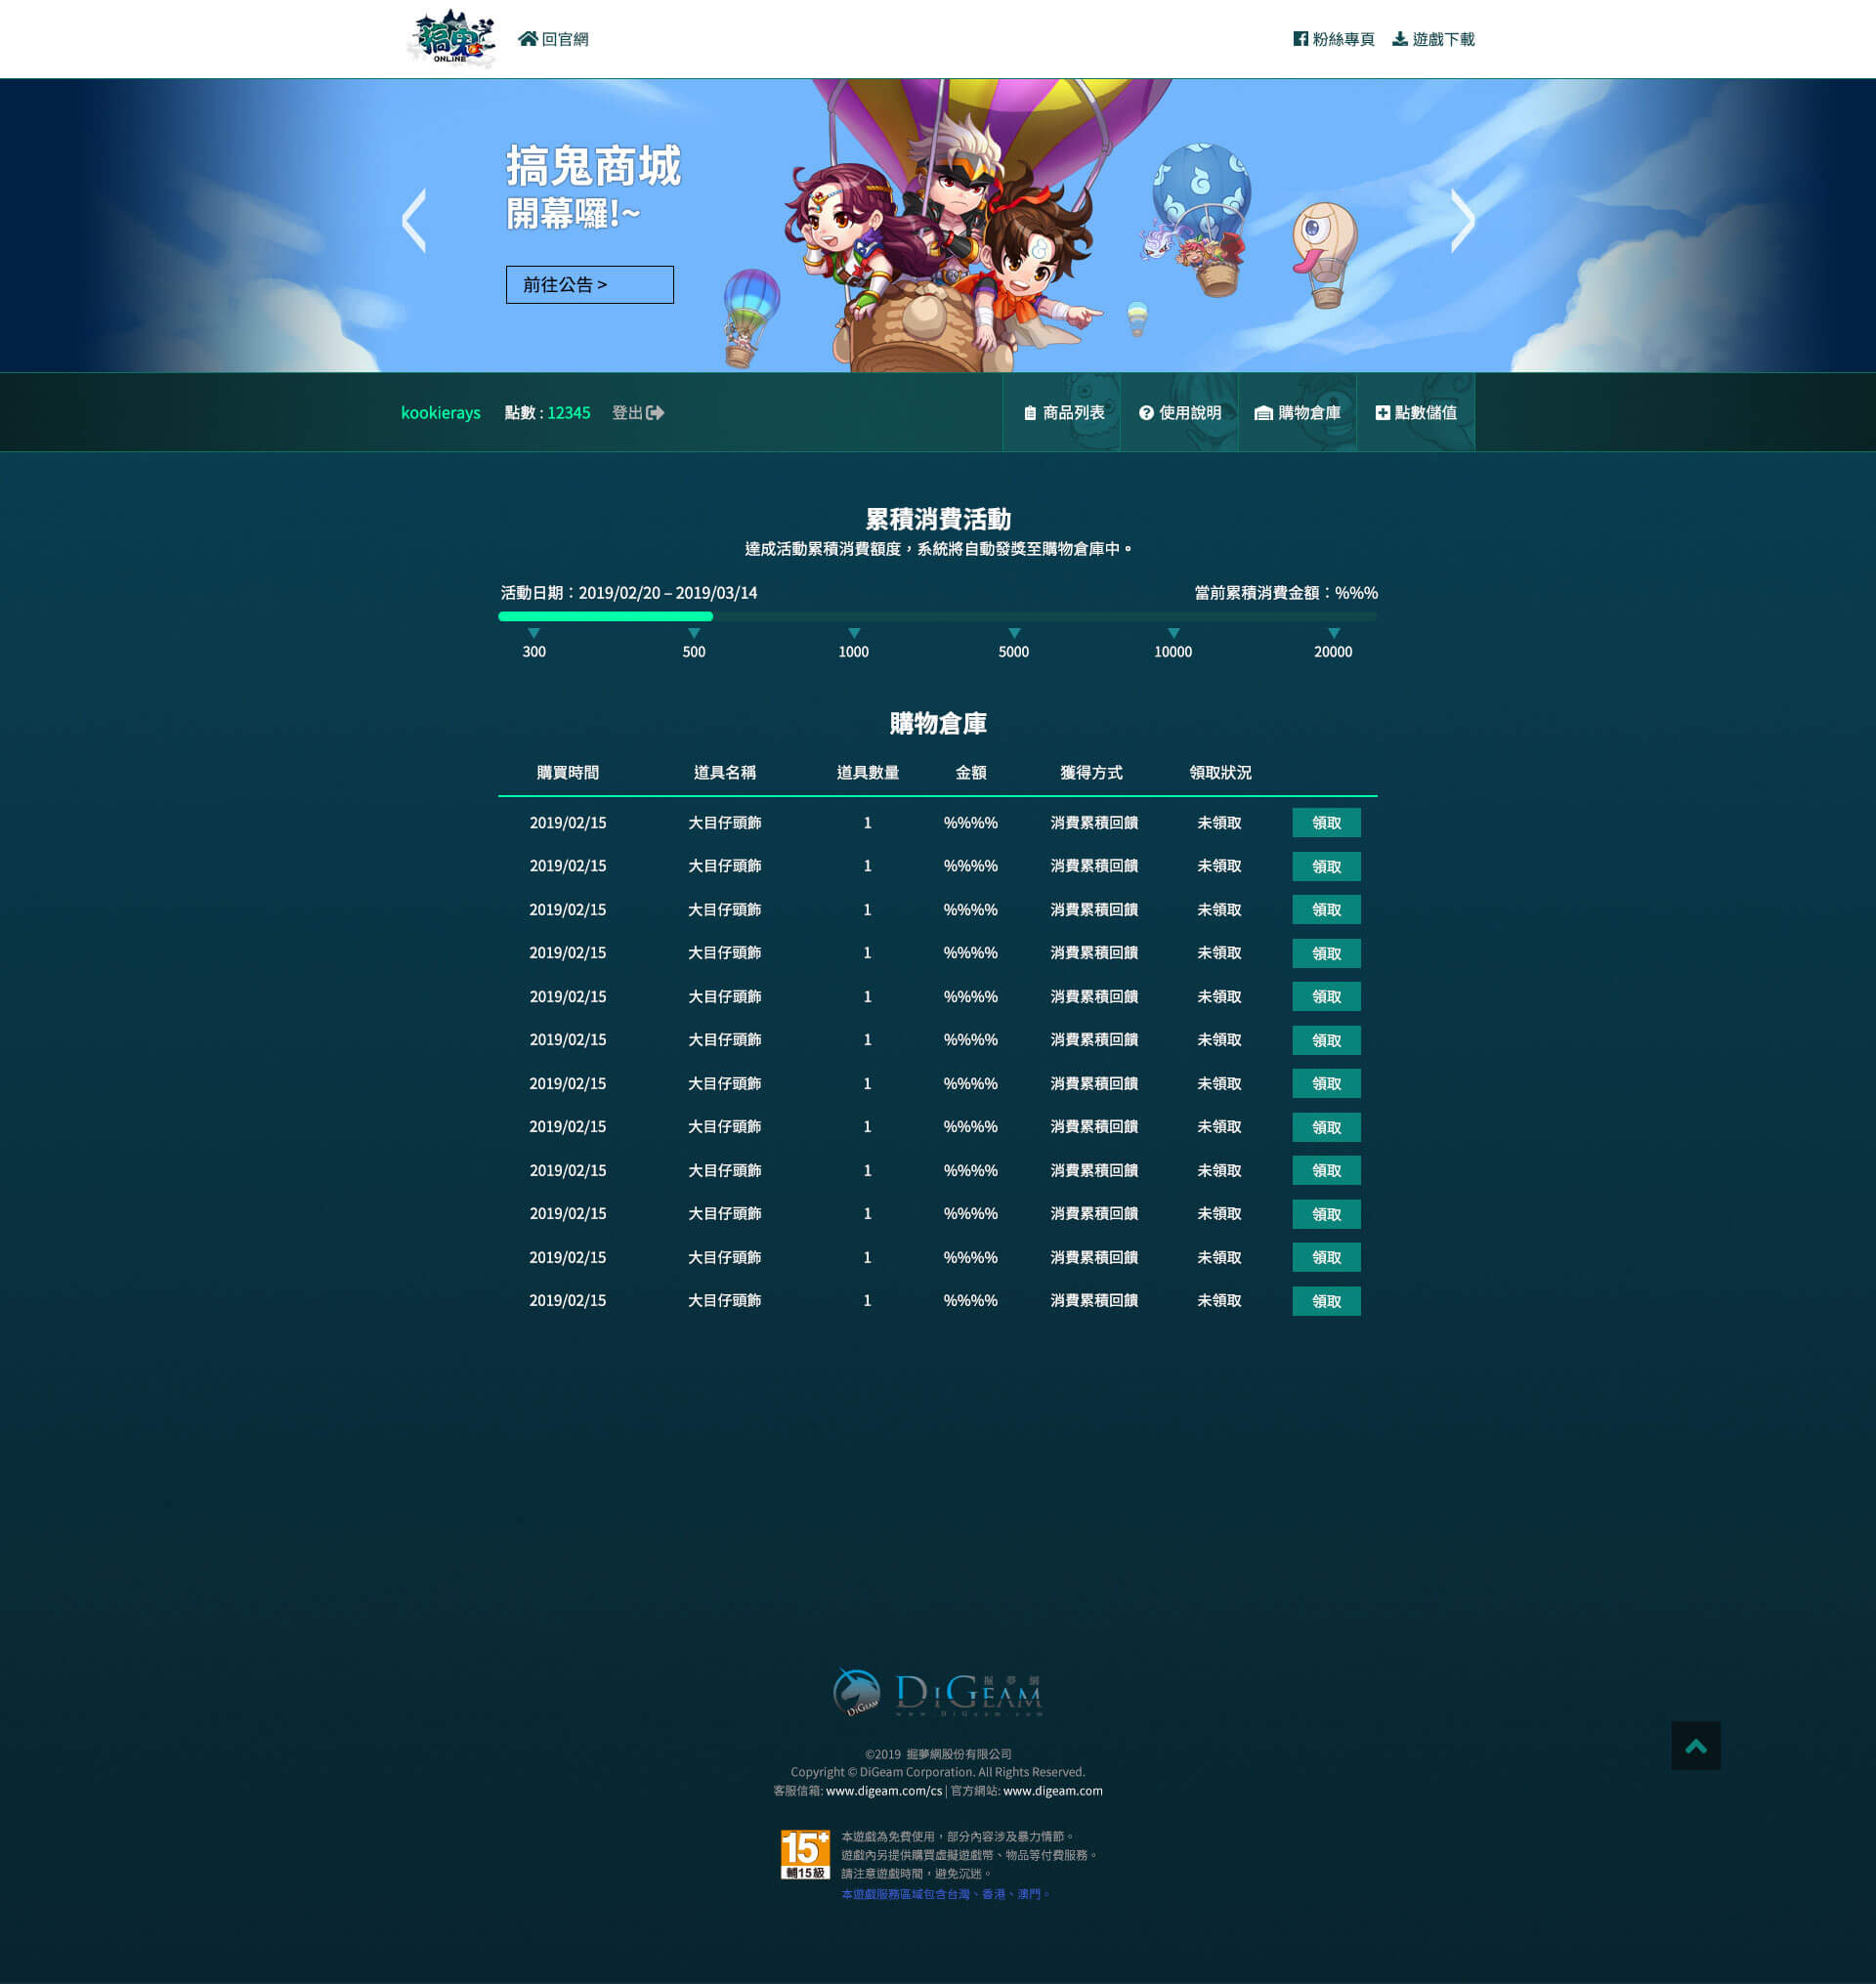 搞鬼
ONLINE
回官網
粉絲專頁
遊戲下載
搞鬼商城
開幕囉!~
前往公告 >
kookierays 點數 : 12345 登出
商品列表
使用說明
購物倉庫
點數儲值
累積消費活動
達成活動累積消費額度，系統將自動發獎至購物倉庫中。
活動日期：2019/02/20 – 2019/03/14 當前累積消費金額：%%%
300 500 1000 5000 10000 20000
購物倉庫
購買時間 道具名稱 道具數量 金額 獲得方式 領取狀況
2019/02/15 大目仔頭飾 1 %%%% 消費累積回饋 未領取 領取
2019/02/15 大目仔頭飾 1 %%%% 消費累積回饋 未領取 領取
2019/02/15 大目仔頭飾 1 %%%% 消費累積回饋 未領取 領取
2019/02/15 大目仔頭飾 1 %%%% 消費累積回饋 未領取 領取
2019/02/15 大目仔頭飾 1 %%%% 消費累積回饋 未領取 領取
2019/02/15 大目仔頭飾 1 %%%% 消費累積回饋 未領取 領取
2019/02/15 大目仔頭飾 1 %%%% 消費累積回饋 未領取 領取
2019/02/15 大目仔頭飾 1 %%%% 消費累積回饋 未領取 領取
2019/02/15 大目仔頭飾 1 %%%% 消費累積回饋 未領取 領取
2019/02/15 大目仔頭飾 1 %%%% 消費累積回饋 未領取 領取
2019/02/15 大目仔頭飾 1 %%%% 消費累積回饋 未領取 領取
2019/02/15 大目仔頭飾 1 %%%% 消費累積回饋 未領取 領取
掘夢網
DiGeam DiGeam
www.DiGeam.com
©2019 掘夢網股份有限公司
Copyright © DiGeam Corporation. All Rights Reserved.
客服信箱: www.digeam.com/cs | 官方網站: www.digeam.com
15+
輔15級
本遊戲為免費使用，部分內容涉及暴力情節。
遊戲內另提供購買虛擬遊戲幣、物品等付費服務。
請注意遊戲時間，避免沉迷。
本遊戲服務區域包含台灣、香港、澳門。